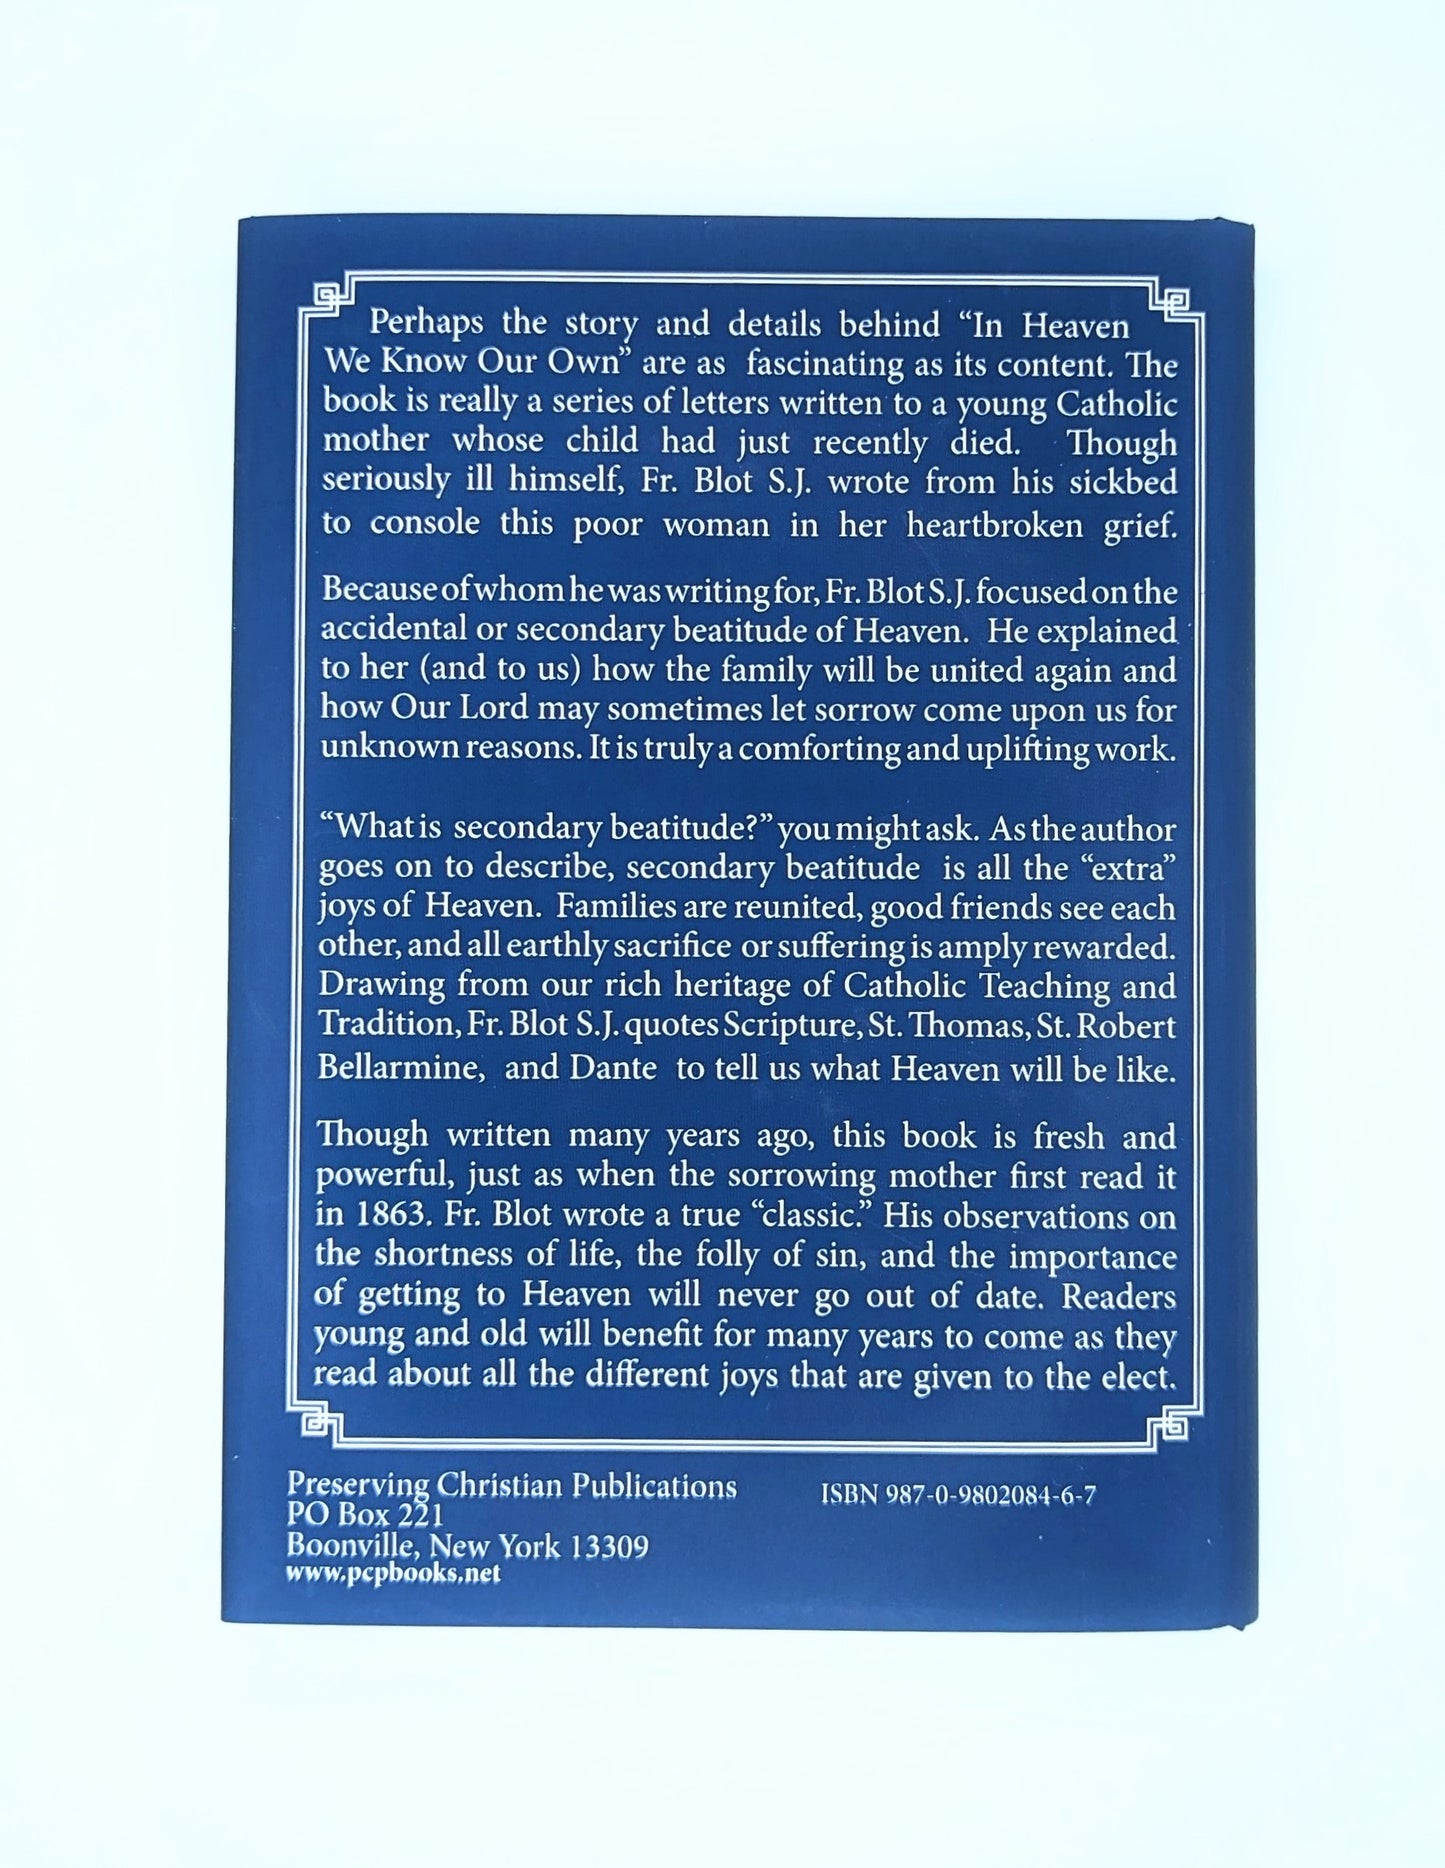 Perhaps the story and details behind “In Heaven
We Know Our Own” are as fascinating as its content. The
book is really a series of letters written to a young Catholic
mother whose child had just recently died. Though
seriously ill himself, Fr. Blot S.J. wrote from his sickbed
to console this poor woman in her heartbroken grief.
Because of whom he was writing for, Fr. Blot S.J. focused on the
accidental or secondary beatitude of Heaven. He explained
to her (and to us) how the family will be united again and
how Our Lord may sometimes let sorrow come upon us for
unknown reasons. It is truly a comforting and uplifting work.
“What is secondary beatitude?” you might ask. As the author
goes on to describe, secondary beatitude is all the “extra”
joys of Heaven. Families are reunited, good friends see each
other, and all earthly sacrifice or suffering is amply rewarded.
Drawing from our rich heritage of Catholic Teaching and
Tradition, Fr. Blot S.J. quotes Scripture, St. Thomas, St. Robert
Bellarmine, and Dante to tell us what Heaven will be like.
Though written many years ago, this book is fresh and
powerful, just as when the sorrowing mother first read it
in 1863. Fr. Blot wrote a true “classic.” His observations on
the shortness of life, the folly of sin, and the importance
of getting to Heaven will never go out of date. Readers
young and old will benefit for many years to come as they
read about all the different joys that are given to the elect.
Preserving Christian Publications
PO Box 221
Boonville, New York 13309
www.pcpbooks.net
ISBN 987-0-9802084-6-7